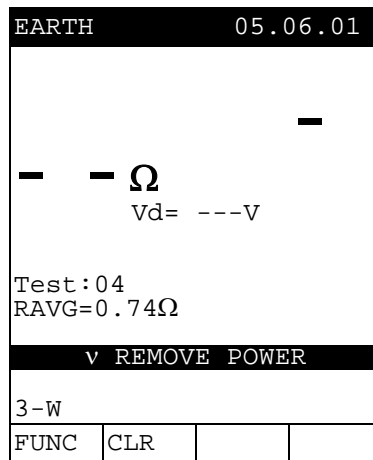 EARTH 05.06.01
-
- - Ω
Vd= ---V
Test:04
RAVG=0.74Ω
ν REMOVE POWER
3-W
FUNC CLR